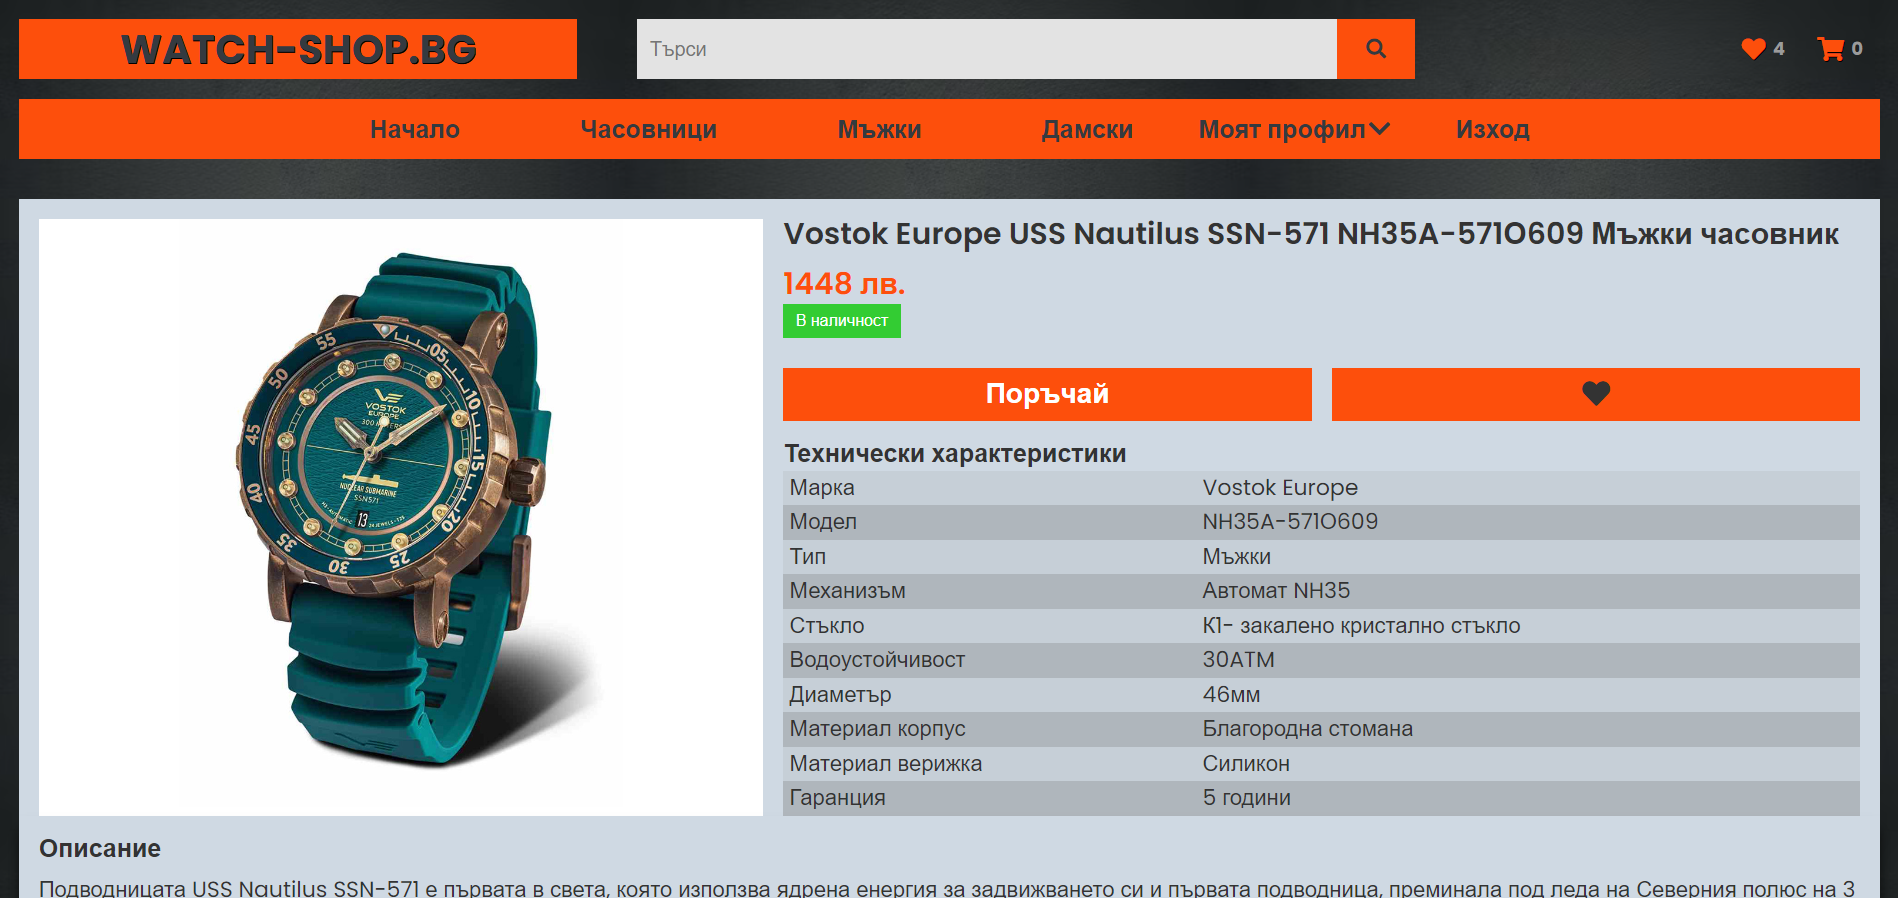 WATCH-SHOP.BG
Търси
4
0
Начало
Часовници
Мъжки
Дамски
Моят профил
Изход
Vostok Europe USS Nautilus SSN-571 NH35A-571O609 Мъжки часовник
1448 лв.
В наличност
Поръчай
Технически характеристики
Марка Vostok Europe
Модел NH35A-571O609
Тип Мъжки
Механизъм Автомат NH35
Стъкло K1- закалено кристално стъкло
Водоустойчивост 30ATM
Диаметър 46мм
Материал корпус Благородна стомана
Материал верижка Силикон
Гаранция 5 години
55
05
10
15
20
25
30
35
40
45
50
VOSTOK
EUROPE
300
NUCLEAR SUBMARINE
SSN571
13
Описание
Подводницата USS Nautilus SSN-571 е първата в света, която използва ядрена енергия за задвижването си и първата подводница, преминала под леда на Северния полюс на 3